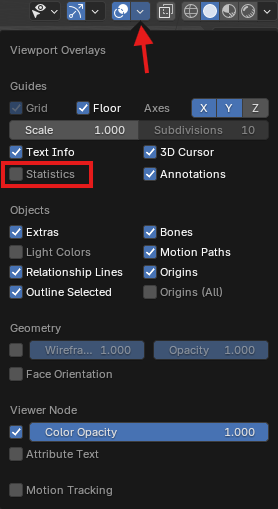 Viewport Overlays
Guides
Grid Floor Axes X Y Z
Scale 1.000 Subdivisions 10
Text Info 3D Cursor
Statistics Annotations
Objects
Extras Bones
Light Colors Motion Paths
Relationship Lines Origins
Outline Selected Origins (All)
Geometry
Wirefra... 1.000 Opacity 1.000
Face Orientation
Viewer Node
Color Opacity 1.000
Attribute Text
Motion Tracking